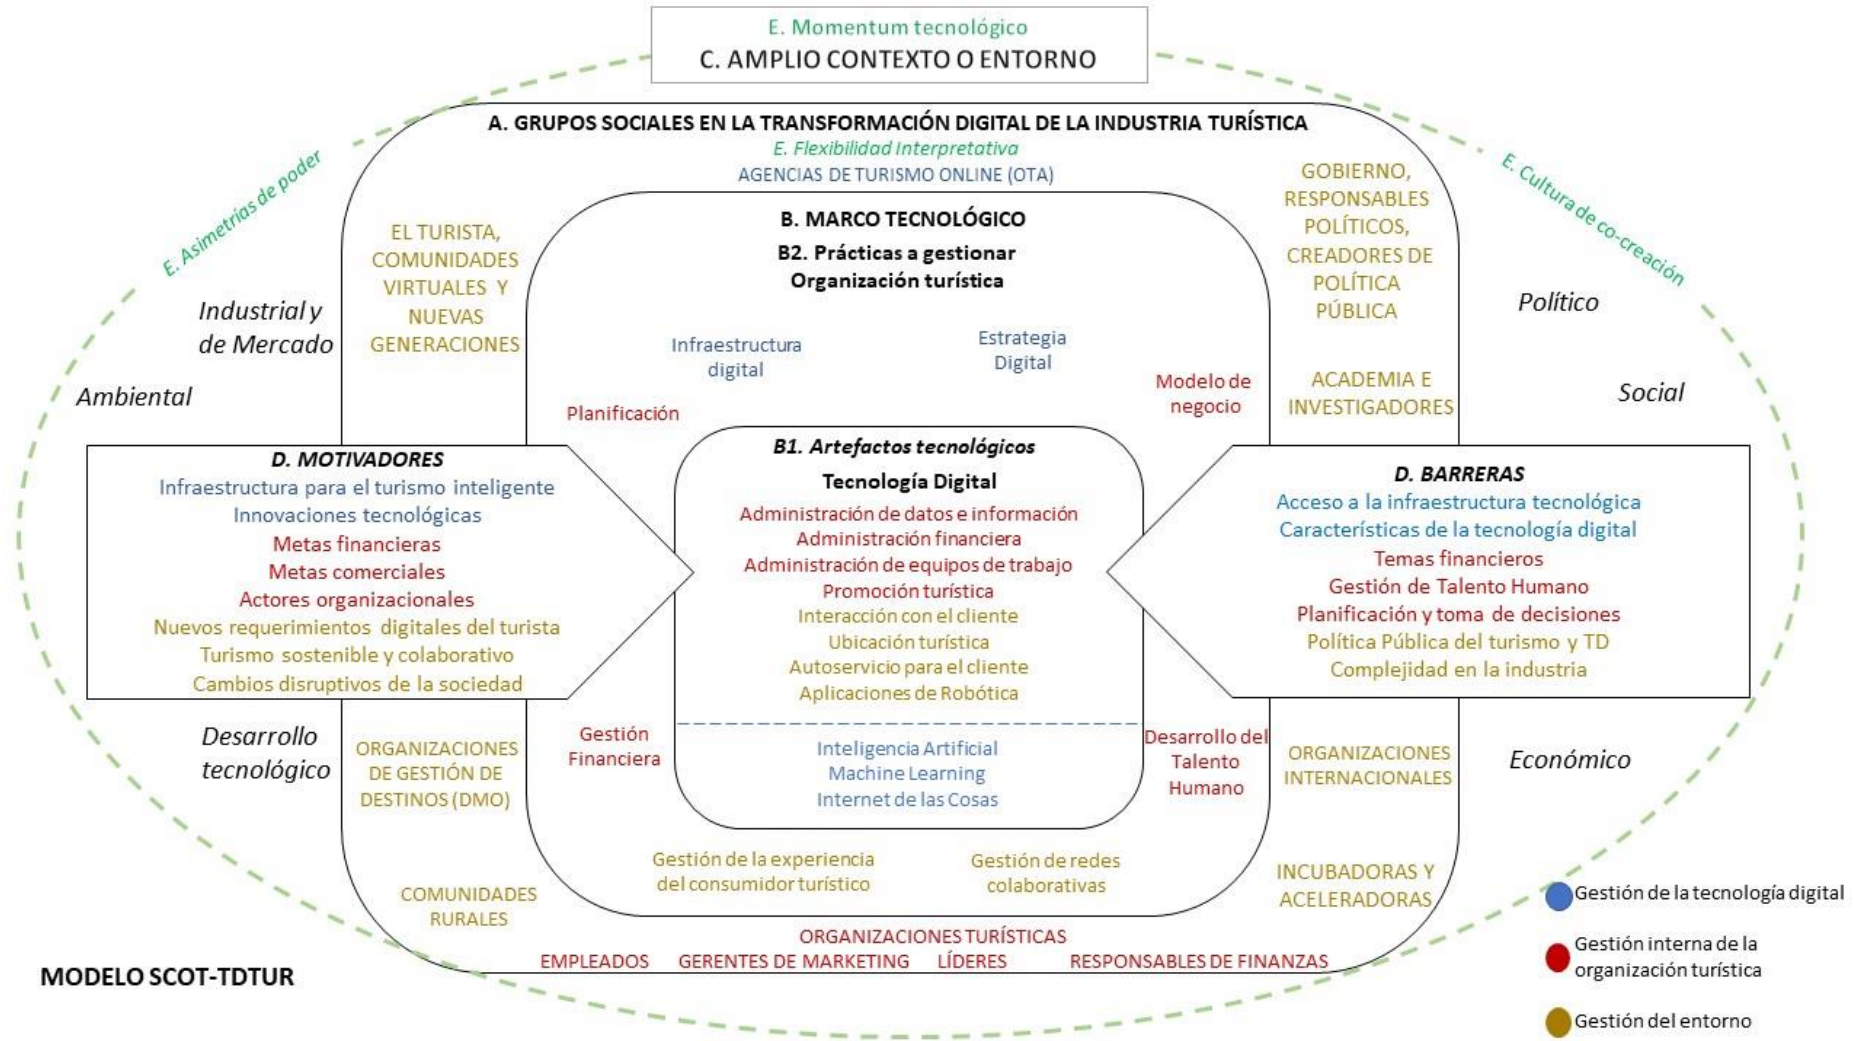 E. Momentum tecnológico
C. AMPLIO CONTEXTO O ENTORNO
A. GRUPOS SOCIALES EN LA TRANSFORMACIÓN DIGITAL DE LA INDUSTRIA TURÍSTICA
E. Flexibilidad Interpretativa
AGENCIAS DE TURISMO ONLINE (OTA)
E. Asimetrías de poder
E. Cultura de co-creación
Industrial y
de Mercado
Ambiental
EL TURISTA,
COMUNIDADES
VIRTUALES Y
NUEVAS
GENERACIONES
B. MARCO TECNOLÓGICO
B2. Prácticas a gestionar
Organización turística
Infraestructura
digital
Estrategia
Digital
Planificación
Modelo de
negocio
GOBIERNO,
RESPONSABLES
POLÍTICOS,
CREADORES DE
POLÍTICA
PÚBLICA
ACADEMIA E
INVESTIGADORES
Político
Social
D. MOTIVADORES
Infraestructura para el turismo inteligente
Innovaciones tecnológicas
Metas financieras
Metas comerciales
Actores organizacionales
Nuevos requerimientos digitales del turista
Turismo sostenible y colaborativo
Cambios disruptivos de la sociedad
B1. Artefactos tecnológicos
Tecnología Digital
Administración de datos e información
Administración financiera
Administración de equipos de trabajo
Promoción turística
Interacción con el cliente
Ubicación turística
Autoservicio para el cliente
Aplicaciones de Robótica
Inteligencia Artificial
Machine Learning
Internet de las Cosas
D. BARRERAS
Acceso a la infraestructura tecnológica
Características de la tecnología digital
Temas financieros
Gestión de Talento Humano
Planificación y toma de decisiones
Política Pública del turismo y TD
Complejidad en la industria
Desarrollo
tecnológico
ORGANIZACIONES
DE GESTIÓN DE
DESTINOS (DMO)
Gestión
Financiera
Desarrollo del
Talento
Humano
ORGANIZACIONES
INTERNACIONALES
Económico
COMUNIDADES
RURALES
Gestión de la experiencia
del consumidor turístico
Gestión de redes
colaborativas
INCUBADORAS Y
ACELERADORAS
ORGANIZACIONES TURÍSTICAS
EMPLEADOS GERENTES DE MARKETING LÍDERES RESPONSABLES DE FINANZAS
MODELO SCOT-TDTUR
Gestión de la tecnología digital
Gestión interna de la
organización turística
Gestión del entorno